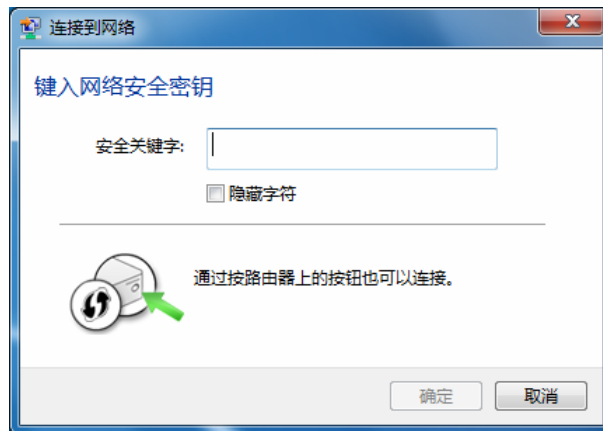 连接到网络
键入网络安全密钥
安全关键字:
隐藏字符
通过按路由器上的按钮也可以连接。
确定
取消